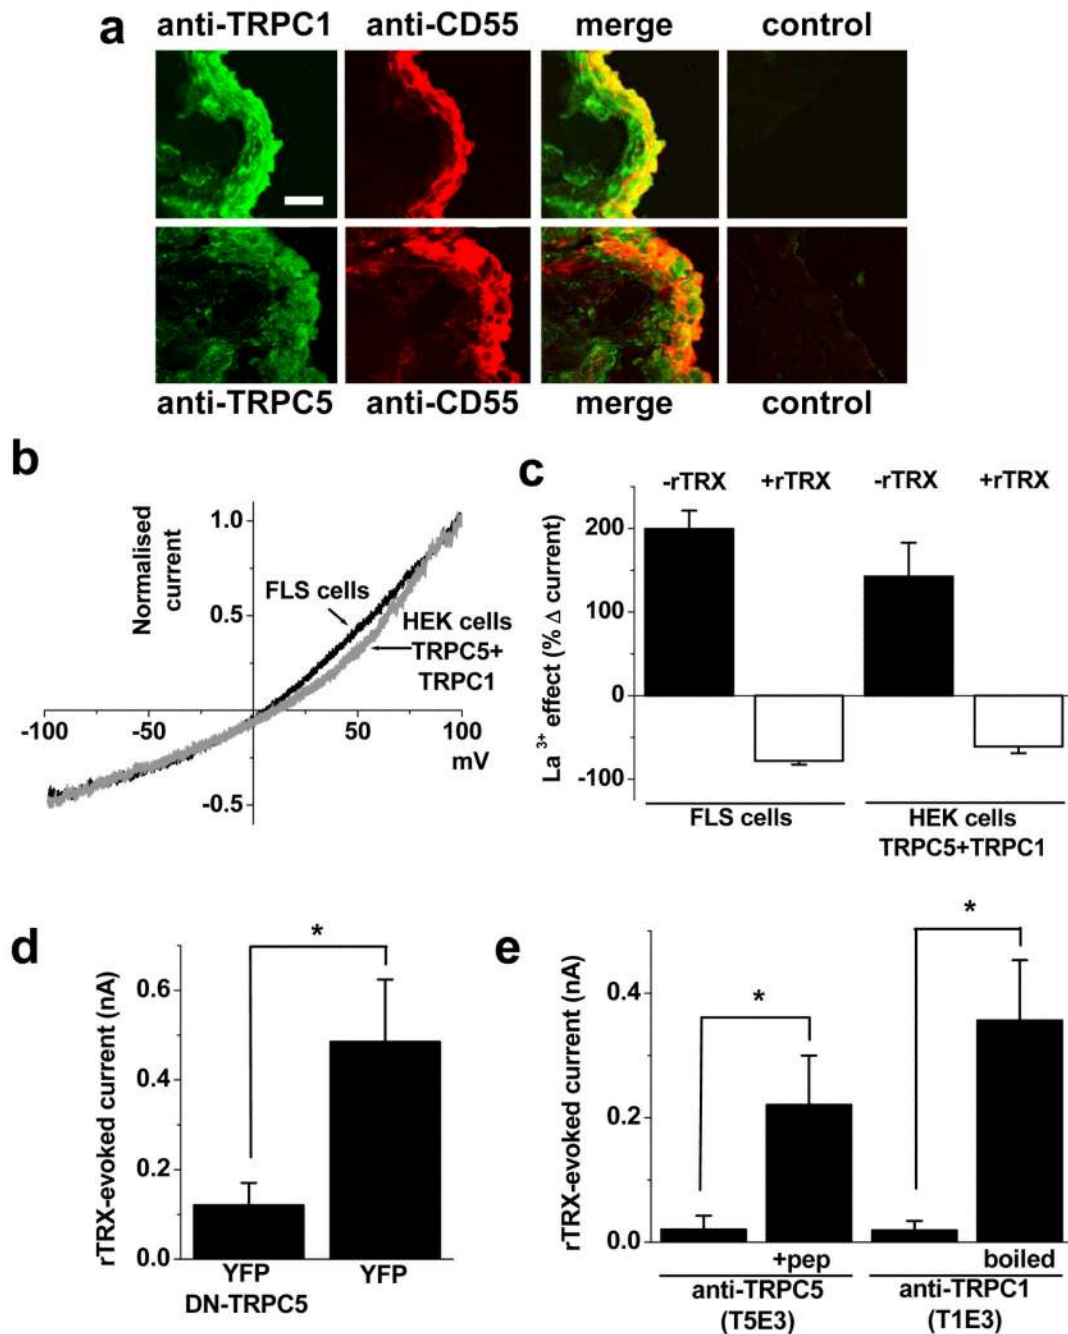 a
anti-TRPC1 anti-CD55 merge control
anti-TRPC5 anti-CD55 merge control
b
Normalised
current
1.0
FLS cells
0.5
HEK cells
TRPC5+
TRPC1
-100 -50 0 50 100
mV
-0.5
c
-rTRX +rTRX -rTRX +rTRX
La3+ effect (% Δ current)
200
100
0
-100
FLS cells HEK cells
TRPC5+TRPC1
d
*
rTRX-evoked current (nA)
0.6
0.4
0.2
0.0
YFP YFP
DN-TRPC5
e
*
*
rTRX-evoked current (nA)
0.4
0.2
0.0
+pep boiled
anti-TRPC5 anti-TRPC1
(T5E3) (T1E3)